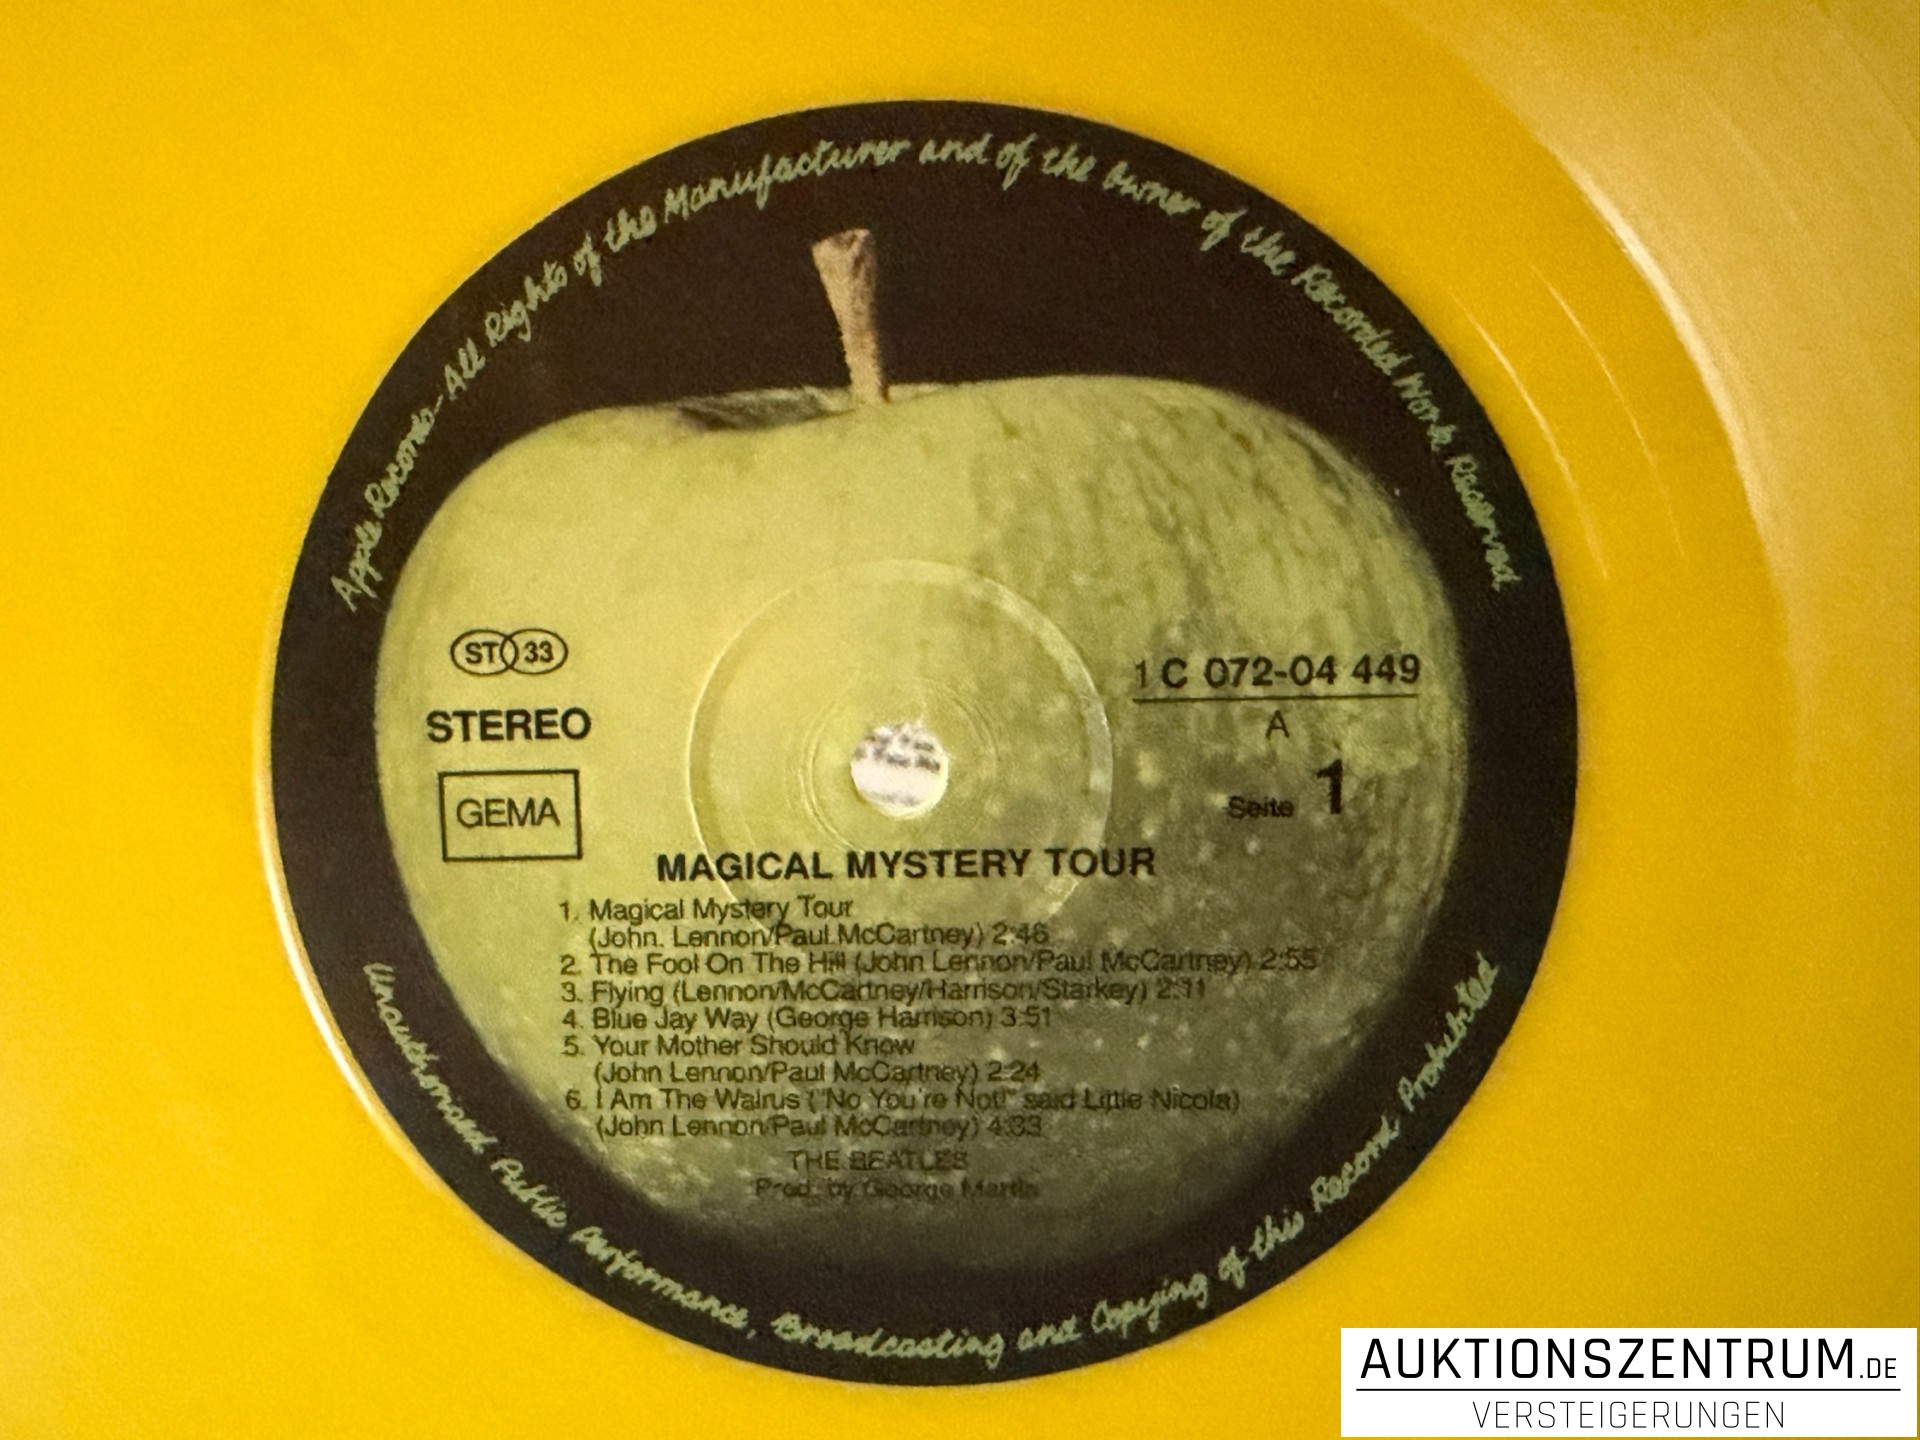 Apple Records-All Rights of the Manufacturer and of the Owner of the Recorded Work Reserved
ST 33
STEREO
GEMA
1 C 072-04 449
A
Seite 1
MAGICAL MYSTERY TOUR
1. Magical Mystery Tour
(John. Lennon/Paul McCartney) 2:46
2. The Fool On The Hill (John Lennon/Paul McCartney) 2:55
3. Flying (Lennon/McCartney/Harrison/Starkey) 2:11
4. Blue Jay Way (George Harrison) 3:51
5. Your Mother Should Know
(John Lennon/Paul McCartney) 2:24
6. I Am The Walrus ("No You're Not!" said Little Nicola)
(John Lennon/Paul McCartney) 4:33
THE BEATLES
Prod. by George Martin
Unauthorised Public Performance, Broadcasting and Copying of this Record Prohibited
AUKTIONSZENTRUM.DE
VERSTEIGERUNGEN